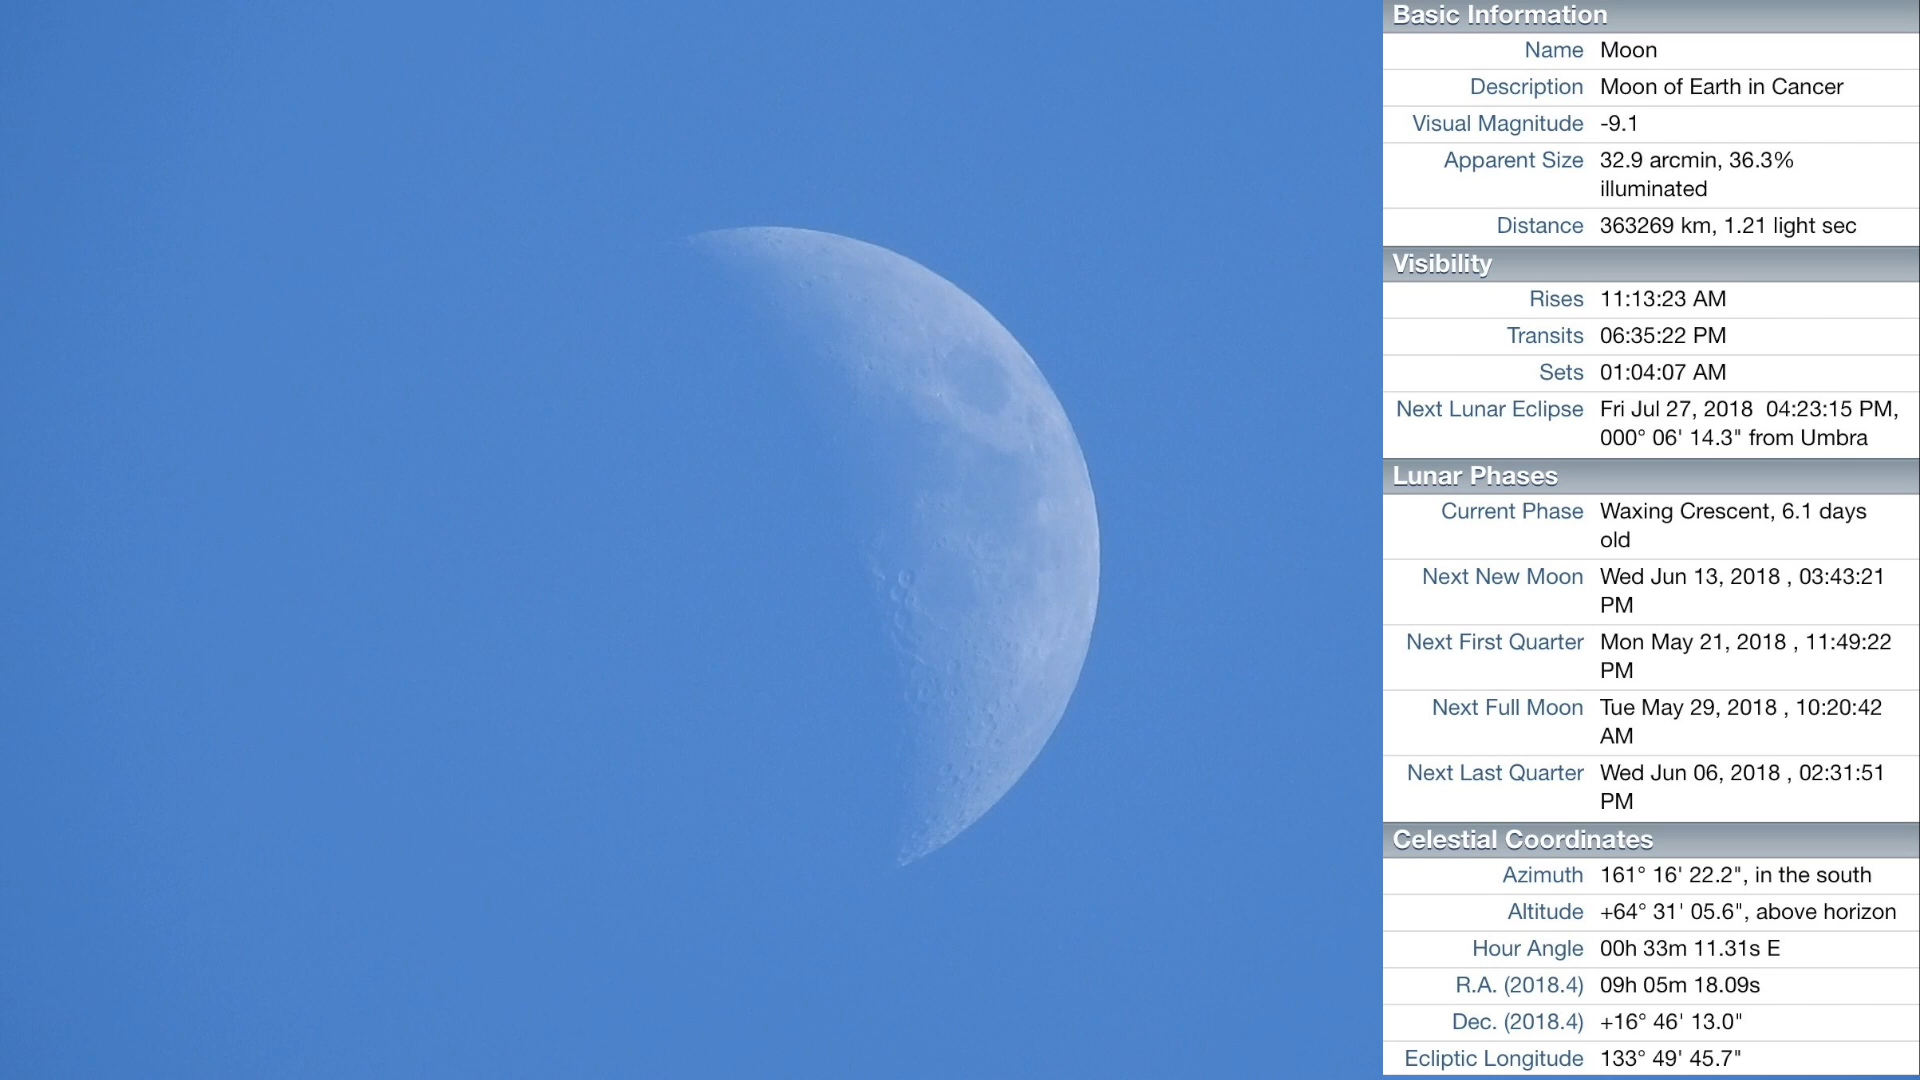 Basic Information
Name Moon
Description Moon of Earth in Cancer
Visual Magnitude -9.1
Apparent Size 32.9 arcmin, 36.3%
illuminated
Distance 363269 km, 1.21 light sec
Visibility
Rises 11:13:23 AM
Transits 06:35:22 PM
Sets 01:04:07 AM
Next Lunar Eclipse Fri Jul 27, 2018  04:23:15 PM,
000° 06' 14.3" from Umbra
Lunar Phases
Current Phase Waxing Crescent, 6.1 days
old
Next New Moon Wed Jun 13, 2018 , 03:43:21
PM
Next First Quarter Mon May 21, 2018 , 11:49:22
PM
Next Full Moon Tue May 29, 2018 , 10:20:42
AM
Next Last Quarter Wed Jun 06, 2018 , 02:31:51
PM
Celestial Coordinates
Azimuth 161° 16' 22.2", in the south
Altitude +64° 31' 05.6", above horizon
Hour Angle 00h 33m 11.31s E
R.A. (2018.4) 09h 05m 18.09s
Dec. (2018.4) +16° 46' 13.0"
Ecliptic Longitude 133° 49' 45.7"